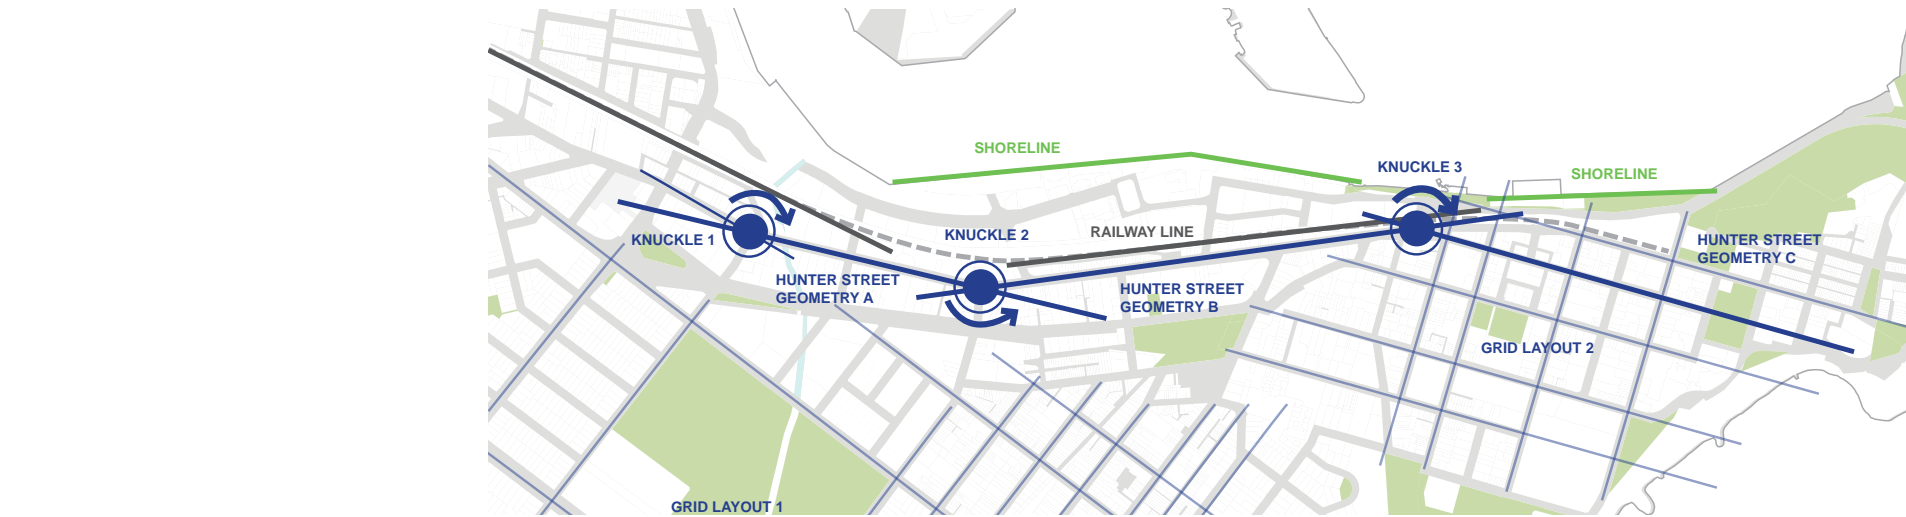 SHORELINE
KNUCKLE 3
SHORELINE
KNUCKLE 1
KNUCKLE 2
RAILWAY LINE
HUNTER STREET
GEOMETRY C
HUNTER STREET
GEOMETRY A
HUNTER STREET
GEOMETRY B
GRID LAYOUT 2
GRID LAYOUT 1